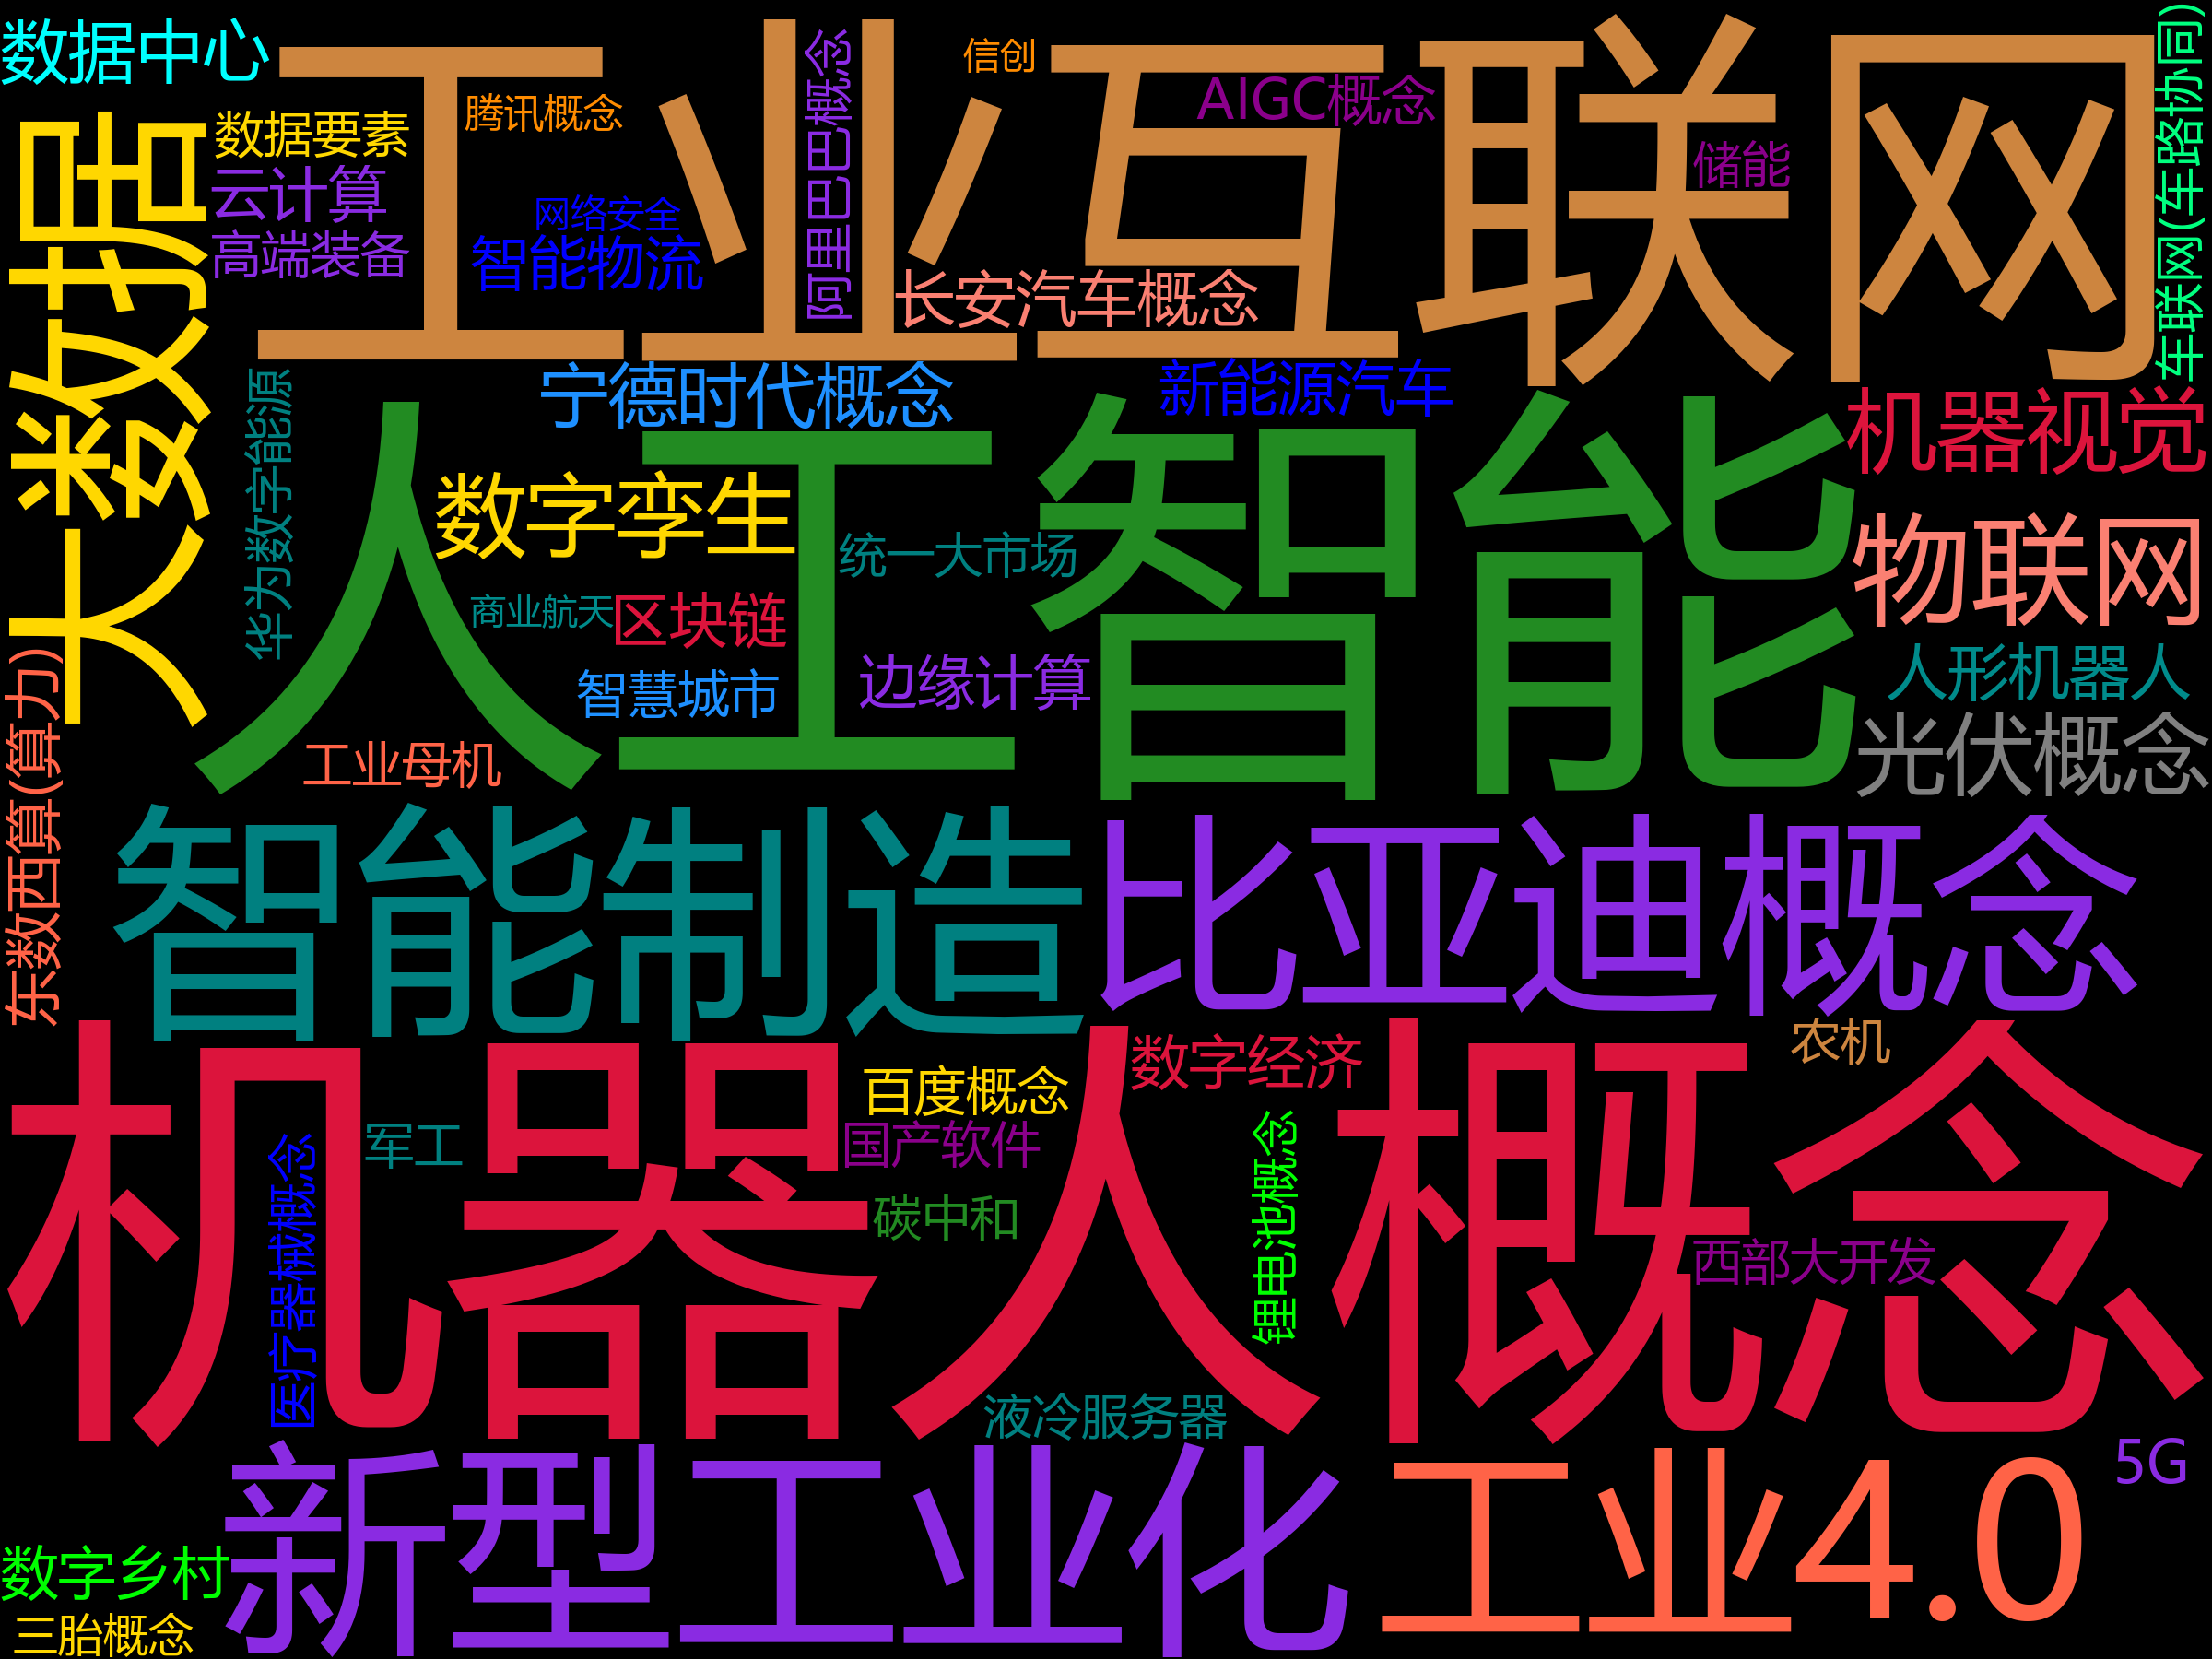 数据中心
工业互联网
阿里巴巴概念
信创
AIGC概念
车联网(车路协同)
腾讯概念
数据要素
大数据
云计算
网络安全
储能
高端装备
智能物流
长安汽车概念
宁德时代概念
新能源汽车
华为数字能源
人工智能
机器视觉
数字孪生
统一大市场
物联网
商业航天
区块链
智慧城市
边缘计算
人形机器人
东数西算(算力)
工业母机
光伏概念
智能制造
比亚迪概念
机器人概念
数字经济
农机
百度概念
军工
国产软件
医疗器械概念
碳中和
锂电池概念
西部大开发
液冷服务器
新型工业化
工业4.0
5G
数字乡村
三胎概念